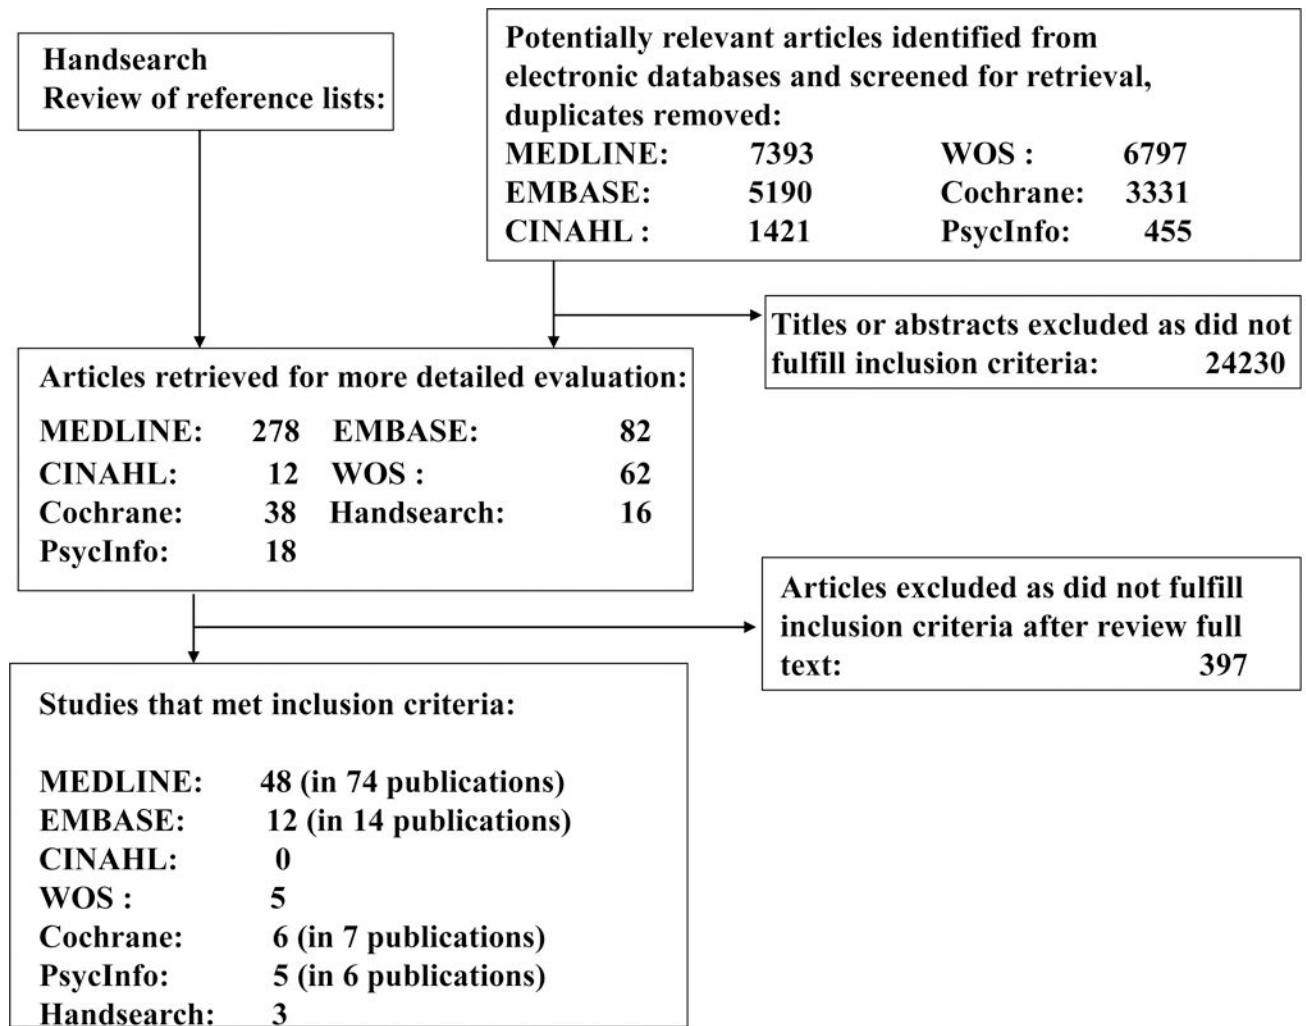 Handsearch
Review of reference lists:
Potentially relevant articles identified from
electronic databases and screened for retrieval,
duplicates removed:
MEDLINE: 7393 WOS : 6797
EMBASE: 5190 Cochrane: 3331
CINAHL : 1421 PsycInfo: 455
Titles or abstracts excluded as did not
fulfill inclusion criteria: 24230
Articles retrieved for more detailed evaluation:
MEDLINE: 278 EMBASE: 82
CINAHL: 12 WOS : 62
Cochrane: 38 Handsearch: 16
PsycInfo: 18
Articles excluded as did not fulfill
inclusion criteria after review full
text: 397
Studies that met inclusion criteria:
MEDLINE: 48 (in 74 publications)
EMBASE: 12 (in 14 publications)
CINAHL: 0
WOS : 5
Cochrane: 6 (in 7 publications)
PsycInfo: 5 (in 6 publications)
Handsearch: 3